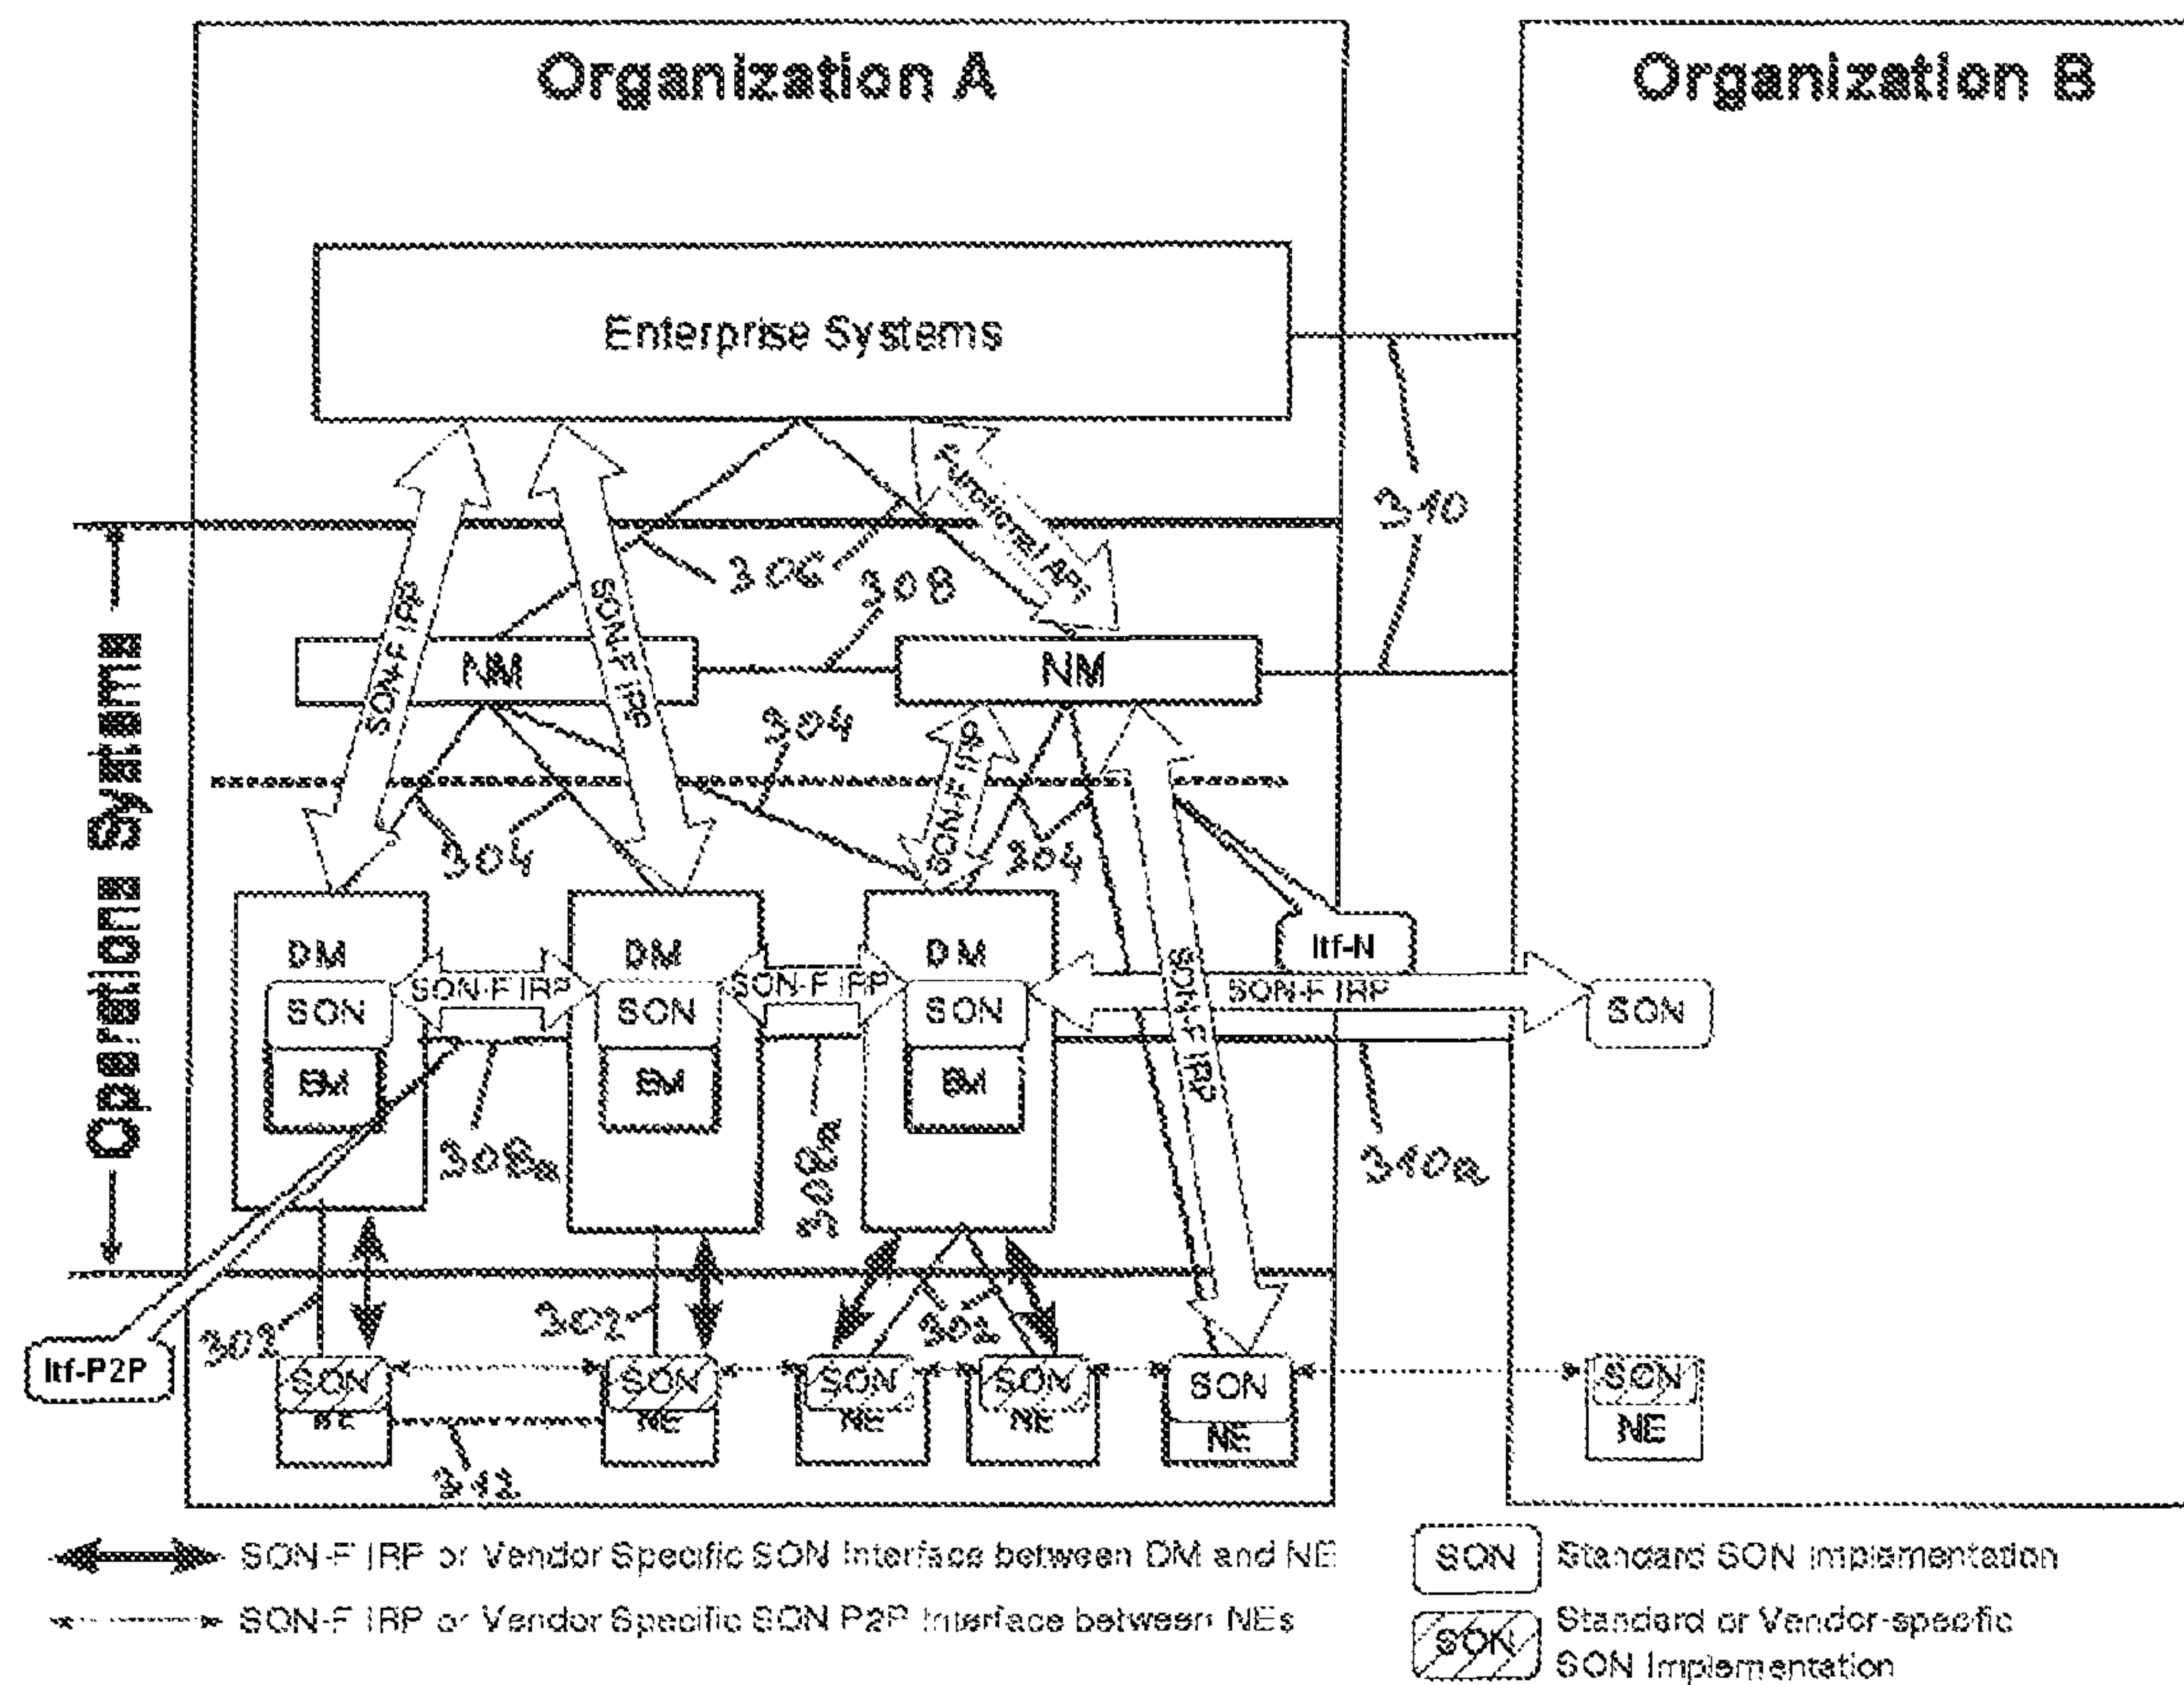 Organization A
Organization B
Enterprise Systems
Operations Systems
SON-F IRP
SON-F IRP
Functional API
306
308
310
NM
NM
304
SON-F IRP
304
304
SON-F IRP
Itf-N
DM
DM
DM
SON-F IRP
SON-F IRP
SON-F IRP
SON
SON
SON
SON
EM
EM
EM
308a
308a
310a
302
302
302
Itf-P2P
SON
SON
SON
SON
SON
SON
NE
NE
NE
NE
NE
NE
312
SON-F IRP or Vendor Specific SON Interface between DM and NE
SON-F IRP or Vendor Specific SON P2P Interface between NEs
SON
Standard SON implementation
SON
Standard or Vendor-specific
SON Implementation